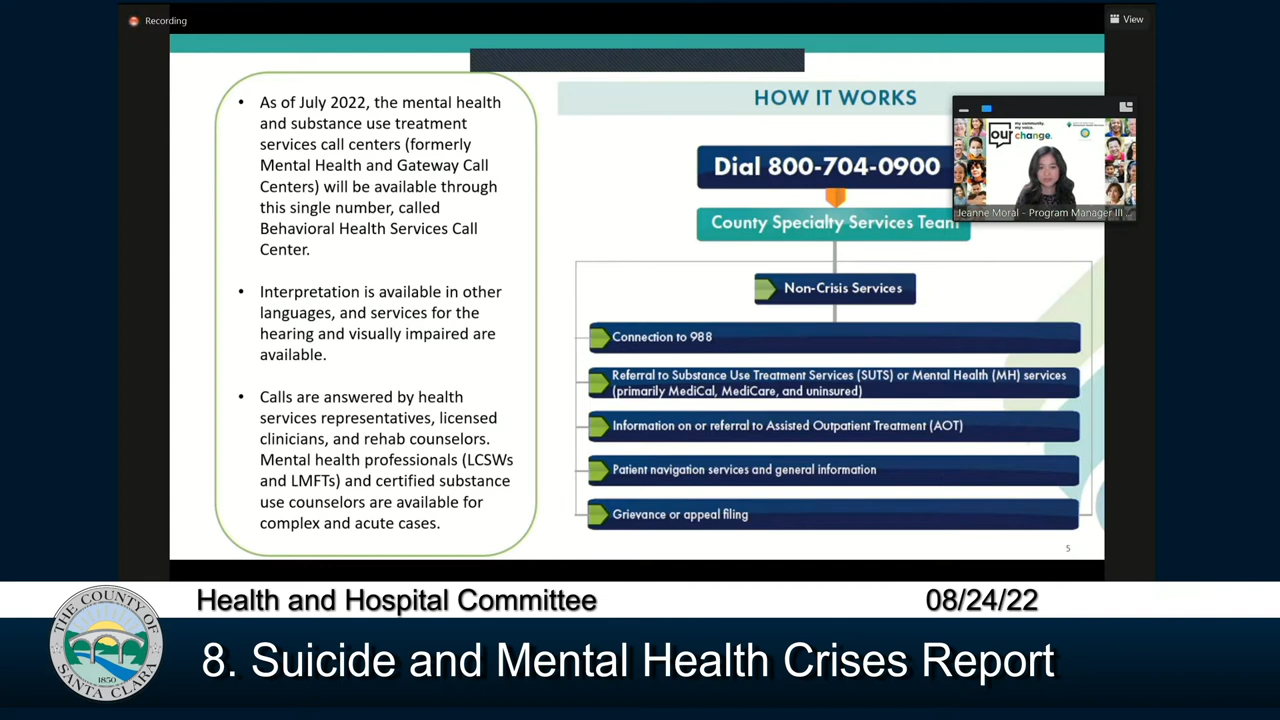 Recording
View
• As of July 2022, the mental health
and substance use treatment
services call centers (formerly
Mental Health and Gateway Call
Centers) will be available through
this single number, called
Behavioral Health Services Call
Center.
• Interpretation is available in other
languages, and services for the
hearing and visually impaired are
available.
• Calls are answered by health
services representatives, licensed
clinicians, and rehab counselors.
Mental health professionals (LCSWs
and LMFTs) and certified substance
use counselors are available for
complex and acute cases.
HOW IT WORKS
Dial 800-704-0900
County Specialty Services Team
Non-Crisis Services
Connection to 988
Referral to Substance Use Treatment Services (SUTS) or Mental Health (MH) services
(primarily MediCal, MediCare, and uninsured)
Information on or referral to Assisted Outpatient Treatment (AOT)
Patient navigation services and general information
Grievance or appeal filing
5
my community.
my voice.
our change.
Jeanne Moral - Program Manager III ...
Health and Hospital Committee
08/24/22
8. Suicide and Mental Health Crises Report
THE COUNTY OF
SANTA CLARA
1850